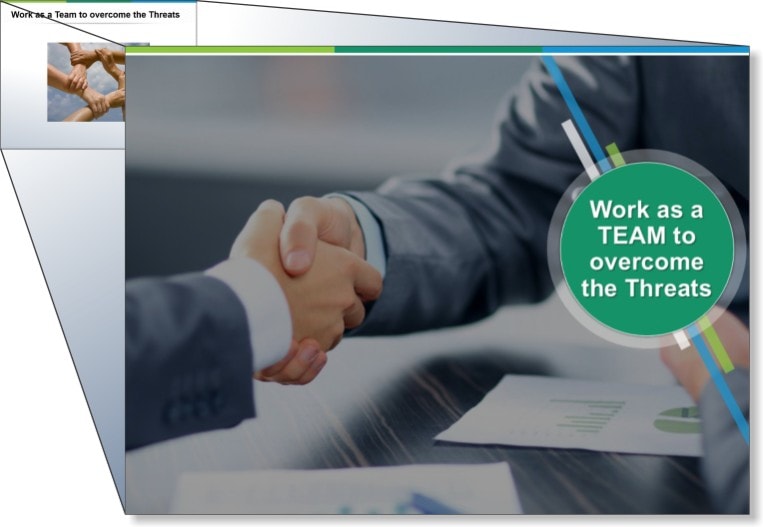 Work as a Team to overcome the Threats
Work as a
TEAM to
overcome
the Threats